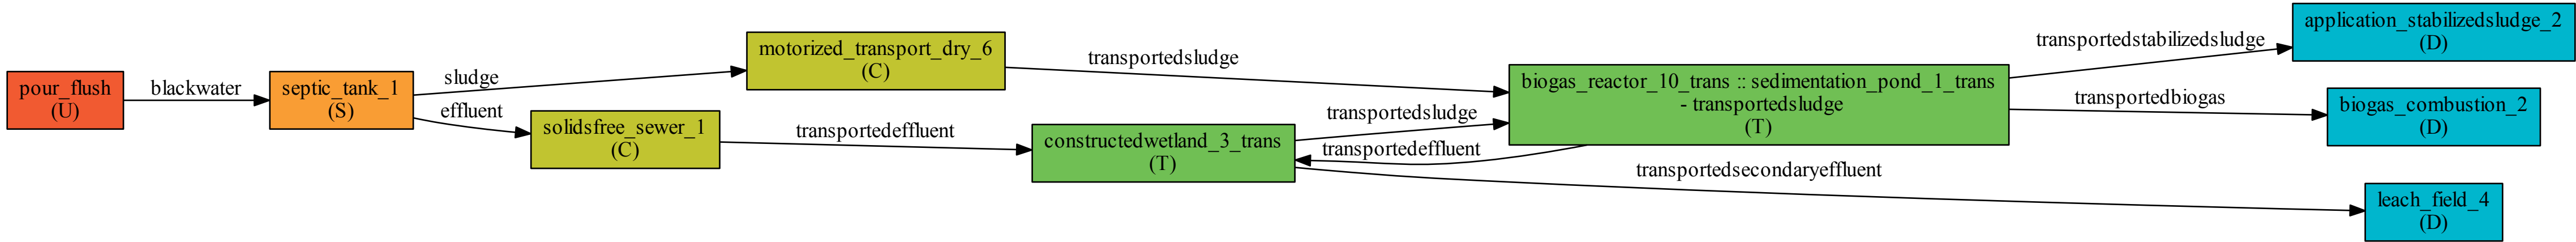 pour_flush
(U)
blackwater
septic_tank_1
(S)
sludge
effluent
motorized_transport_dry_6
(C)
solidsfree_sewer_1
(C)
transportedsludge
transportedeffluent
constructedwetland_3_trans
(T)
transportedsludge
transportedeffluent
biogas_reactor_10_trans :: sedimentation_pond_1_trans
- transportedsludge
(T)
transportedsecondaryeffluent
transportedstabilizedsludge
transportedbiogas
application_stabilizedsludge_2
(D)
biogas_combustion_2
(D)
leach_field_4
(D)